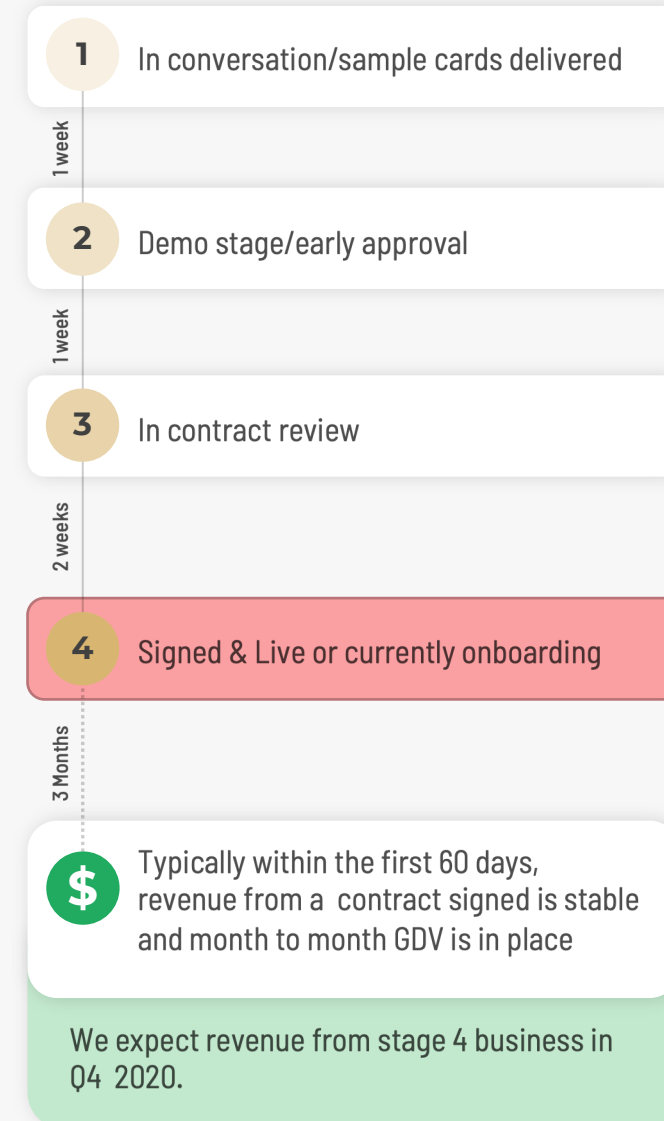 1
In conversation/sample cards delivered
1 week
2
Demo stage/early approval
1 week
3
In contract review
2 weeks
4
Signed & Live or currently onboarding
3 Months
$
Typically within the first 60 days,
revenue from a  contract signed is stable
and month to month GDV is in place
We expect revenue from stage 4 business in
Q4  2020.